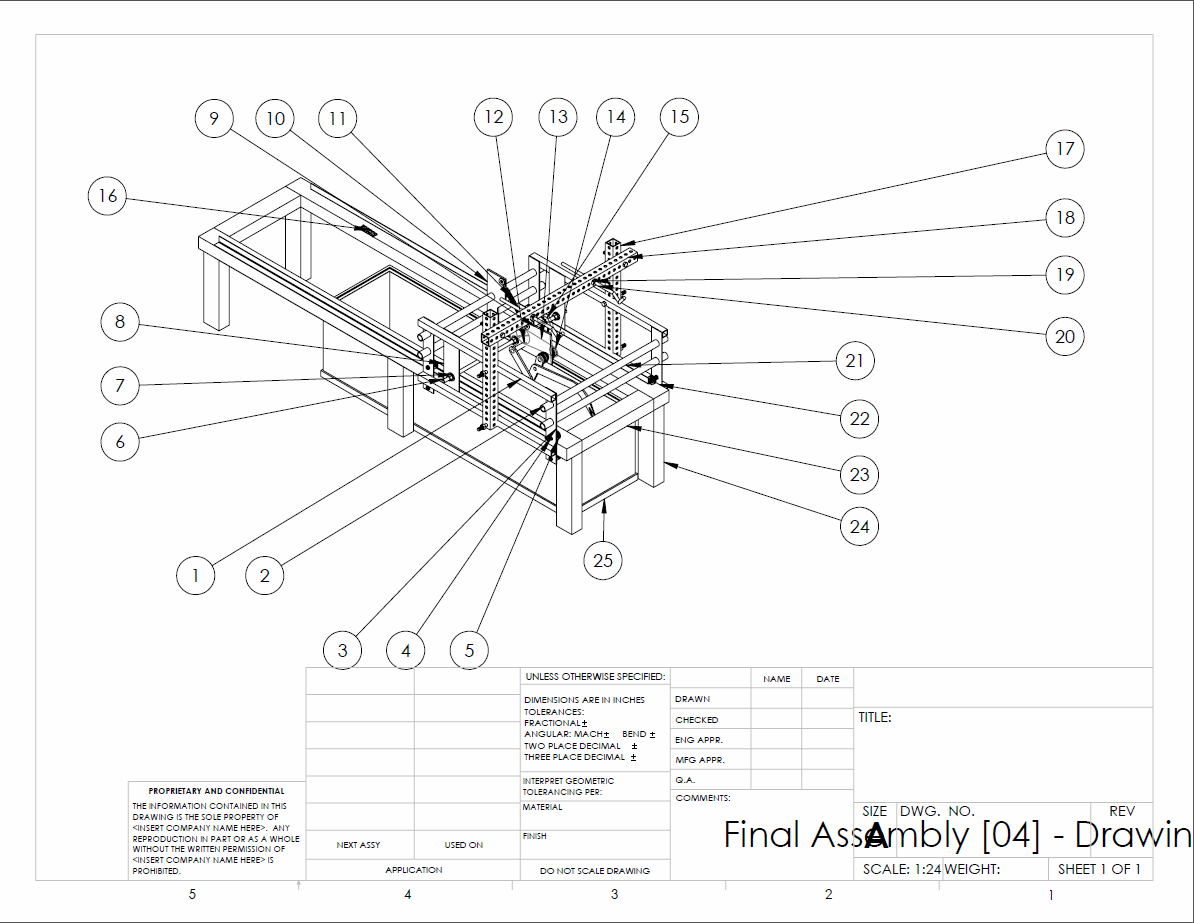 9
10
11
12
13
14
15
17
16
18
19
8
20
21
7
22
6
23
24
25
1
2
3
4
5
UNLESS OTHERWISE SPECIFIED:
DIMENSIONS ARE IN INCHES
TOLERANCES:
FRACTIONAL±
ANGULAR: MACH± BEND ±
TWO PLACE DECIMAL ±
THREE PLACE DECIMAL ±
INTERPRET GEOMETRIC
TOLERANCING PER:
MATERIAL
FINISH
DO NOT SCALE DRAWING
NAME DATE
DRAWN
CHECKED
ENG APPR.
MFG APPR.
Q.A.
COMMENTS:
TITLE:
SIZE DWG. NO. REV
A
Final Assembly [04] - Drawin
SCALE: 1:24 WEIGHT: SHEET 1 OF 1
PROPRIETARY AND CONFIDENTIAL
THE INFORMATION CONTAINED IN THIS
DRAWING IS THE SOLE PROPERTY OF
<INSERT COMPANY NAME HERE>. ANY
REPRODUCTION IN PART OR AS A WHOLE
WITHOUT THE WRITTEN PERMISSION OF
<INSERT COMPANY NAME HERE> IS
PROHIBITED.
NEXT ASSY USED ON
APPLICATION
5 4 3 2 1